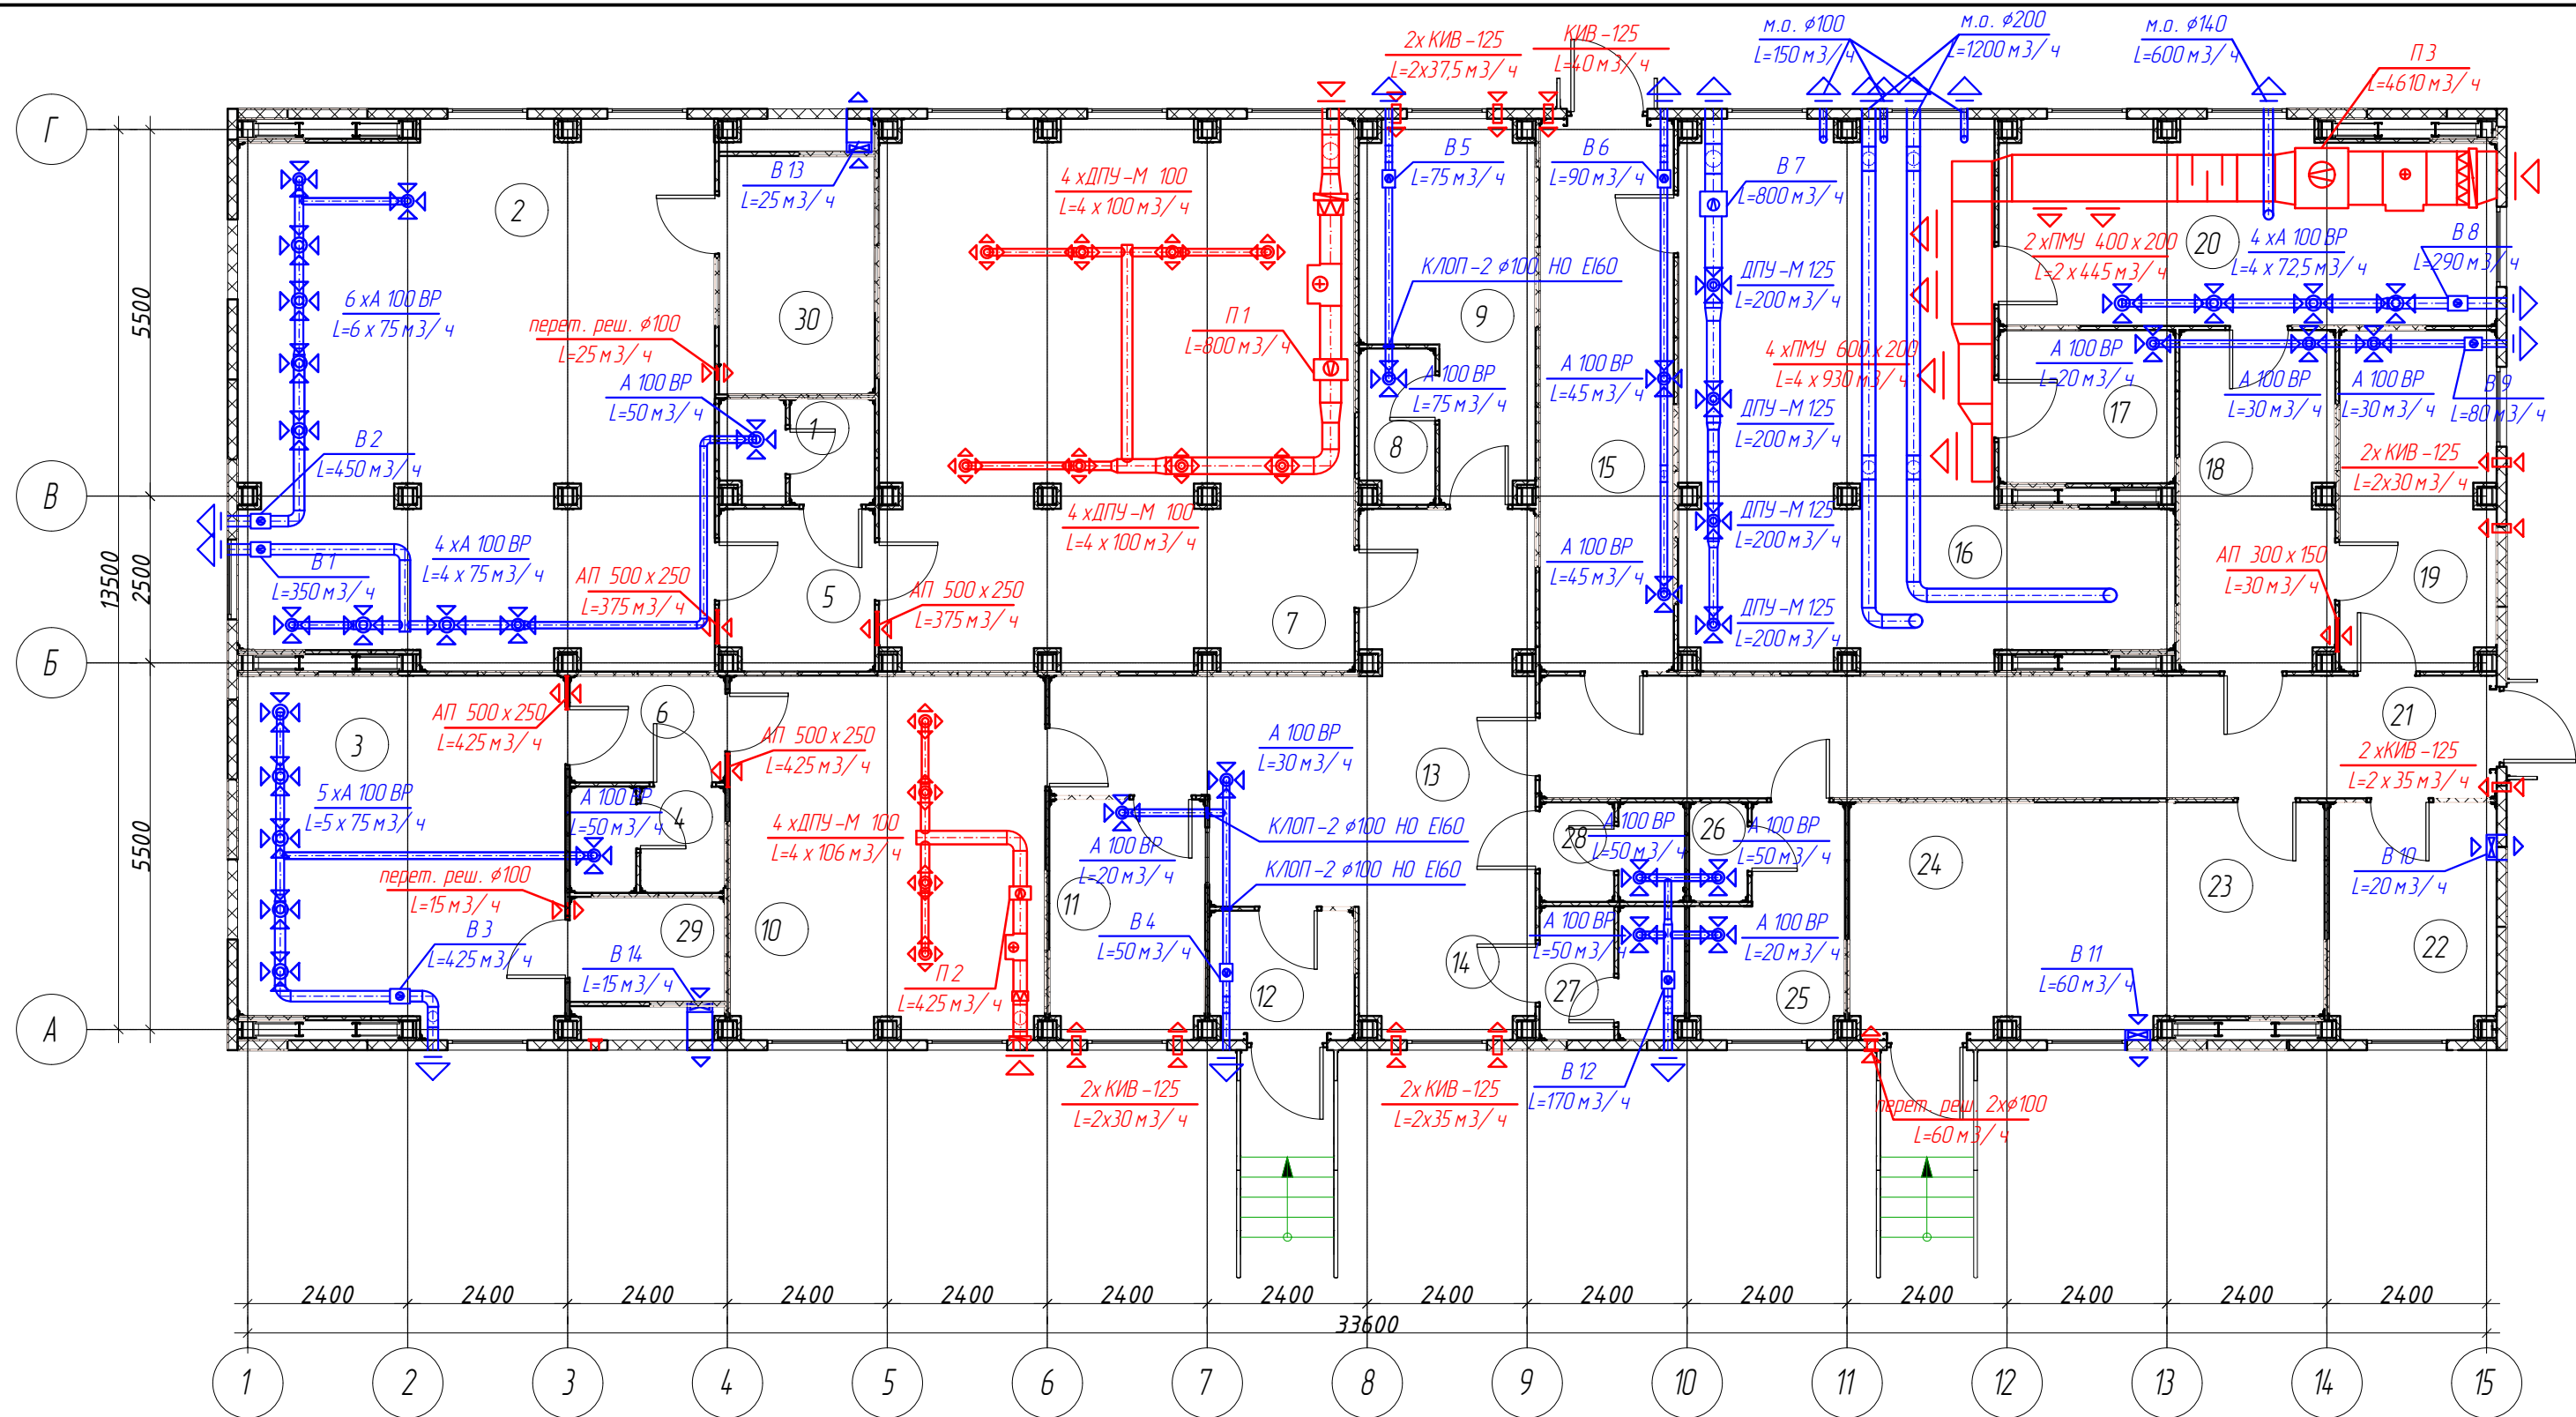 2х КИВ-125
L=2х37,5 м3/ч
КИВ-125
L=40 м3/ч
м.о. ϕ100
L=150 м3/ч
м.о. ϕ200
L=1200 м3/ч
м.о. ϕ140
L=600 м3/ч
П 3
L=4610 м3/ч
Г
В
Б
А
5500
2500
5500
13500
2
В 13
L=25 м3/ч
4 хДПУ-М 100
L=4 х 100 м3/ч
В 5
L=75 м3/ч
В 6
L=90 м3/ч
В 7
L=800 м3/ч
2 хПМУ 400 х 200
L=2 х 445 м3/ч
20
4 хА 100 ВР
L=4 х 72,5 м3/ч
В 8
L=290 м3/ч
6 хА 100 ВР
L=6 х 75 м3/ч
перет. реш. ϕ100
L=25 м3/ч
30
П 1
L=800 м3/ч
КЛОП-2 ϕ100 НО EI60
9
ДПУ-М 125
L=200 м3/ч
А 100 ВР
L=50 м3/ч
1
А 100 ВР
L=75 м3/ч
8
А 100 ВР
L=45 м3/ч
15
ДПУ-М 125
L=200 м3/ч
4 хПМУ 600 х 200
L=4 х 930 м3/ч
А 100 ВР
L=20 м3/ч
17
А 100 ВР
L=30 м3/ч
А 100 ВР
L=30 м3/ч
В 9
L=80 м3/ч
18
2х КИВ-125
L=2х30 м3/ч
В 2
L=450 м3/ч
В 1
L=350 м3/ч
4 хА 100 ВР
L=4 х 75 м3/ч
АП 500 х 250
L=375 м3/ч
5
АП 500 х 250
L=375 м3/ч
4 хДПУ-М 100
L=4 х 100 м3/ч
7
А 100 ВР
L=45 м3/ч
ДПУ-М 125
L=200 м3/ч
ДПУ-М 125
L=200 м3/ч
16
АП 300 х 150
L=30 м3/ч
19
3
АП 500 х 250
L=425 м3/ч
6
АП 500 х 250
L=425 м3/ч
А 100 ВР
L=30 м3/ч
13
21
2 хКИВ-125
L=2 х 35 м3/ч
5 хА 100 ВР
L=5 х 75 м3/ч
А 100 ВР
L=50 м3/ч
4
4 хДПУ-М 100
L=4 х 106 м3/ч
А 100 ВР
L=20 м3/ч
11
КЛОП-2 ϕ100 НО EI60
КЛОП-2 ϕ100 НО EI60
28
А 100 ВР
L=50 м3/ч
26
А 100 ВР
L=50 м3/ч
24
23
В 10
L=20 м3/ч
перет. реш. ϕ100
L=15 м3/ч
В 3
L=425 м3/ч
29
В 14
L=15 м3/ч
10
П 2
L=425 м3/ч
В 4
L=50 м3/ч
12
14
А 100 ВР
L=50 м3/ч
27
А 100 ВР
L=20 м3/ч
25
В 11
L=60 м3/ч
22
2х КИВ-125
L=2х30 м3/ч
2х КИВ-125
L=2х35 м3/ч
В 12
L=170 м3/ч
перет. реш. 2хϕ100
L=60 м3/ч
2400 2400 2400 2400 2400 2400 2400 2400 2400 2400 2400 2400 2400 2400
33600
1 2 3 4 5 6 7 8 9 10 11 12 13 14 15